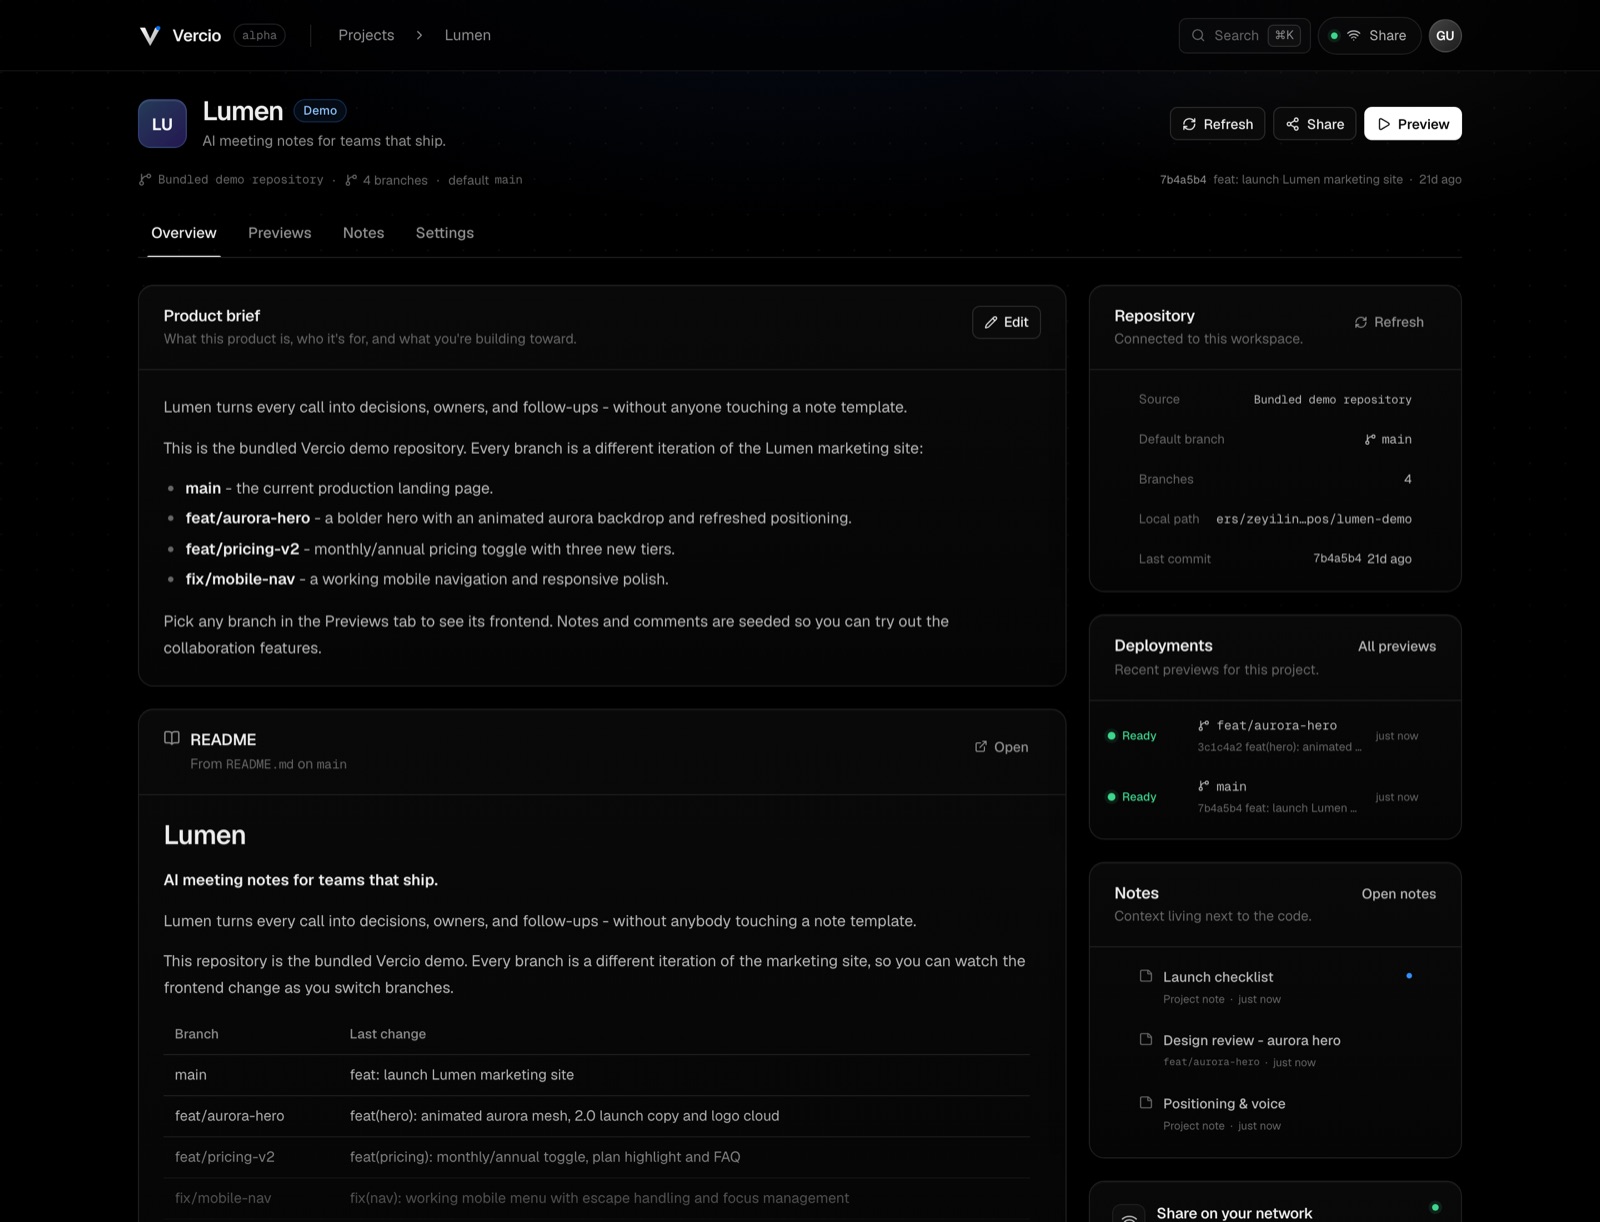 Vercio alpha Projects > Lumen Search ⌘K Share GU
LU Lumen Demo
AI meeting notes for teams that ship.
Refresh Share Preview
Bundled demo repository · 4 branches · default main
7b4a5b4 feat: launch Lumen marketing site · 21d ago
Overview Previews Notes Settings
Product brief
What this product is, who it's for, and what you're building toward.
Edit
Lumen turns every call into decisions, owners, and follow-ups - without anyone touching a note template.
This is the bundled Vercio demo repository. Every branch is a different iteration of the Lumen marketing site:
• main - the current production landing page.
• feat/aurora-hero - a bolder hero with an animated aurora backdrop and refreshed positioning.
• feat/pricing-v2 - monthly/annual pricing toggle with three new tiers.
• fix/mobile-nav - a working mobile navigation and responsive polish.
Pick any branch in the Previews tab to see its frontend. Notes and comments are seeded so you can try out the
collaboration features.
README
From README.md on main
Open
Lumen
AI meeting notes for teams that ship.
Lumen turns every call into decisions, owners, and follow-ups - without anybody touching a note template.
This repository is the bundled Vercio demo. Every branch is a different iteration of the marketing site, so you can watch the
frontend change as you switch branches.
Branch Last change
main feat: launch Lumen marketing site
feat/aurora-hero feat(hero): animated aurora mesh, 2.0 launch copy and logo cloud
feat/pricing-v2 feat(pricing): monthly/annual toggle, plan highlight and FAQ
fix/mobile-nav fix(nav): working mobile menu with escape handling and focus management
Repository
Connected to this workspace.
Refresh
Source Bundled demo repository
Default branch main
Branches 4
Local path ers/zeyilin…pos/lumen-demo
Last commit 7b4a5b4 21d ago
Deployments
Recent previews for this project.
All previews
Ready feat/aurora-hero just now
3c1c4a2 feat(hero): animated …
Ready main just now
7b4a5b4 feat: launch Lumen …
Notes
Context living next to the code.
Open notes
Launch checklist
Project note · just now
Design review - aurora hero
feat/aurora-hero · just now
Positioning & voice
Project note · just now
Share on your network